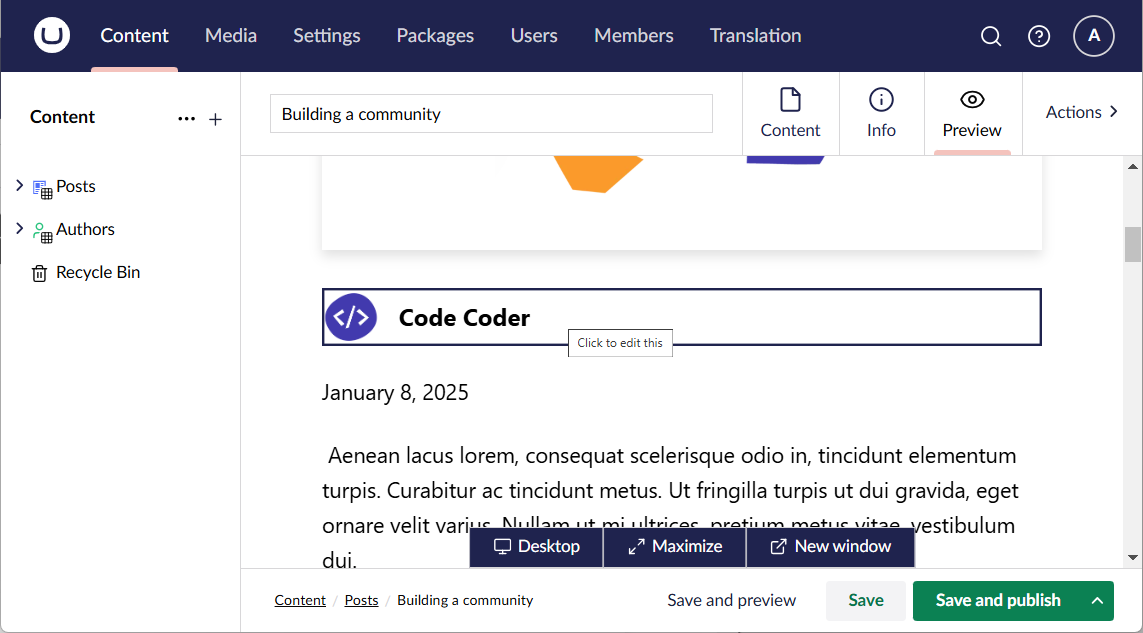 Content
Media
Settings
Packages
Users
Members
Translation
A
Content
Building a community
Content
Info
Preview
Actions
Posts
Authors
Recycle Bin
Code Coder
Click to edit this
January 8, 2025
Aenean lacus lorem, consequat scelerisque odio in, tincidunt elementum
turpis. Curabitur ac tincidunt metus. Ut fringilla turpis ut dui gravida, eget
ornare velit varius. Nullam ut mi ultrices, pretium metus vitae, vestibulum
dui.
Desktop
Maximize
New window
Content / Posts / Building a community
Save and preview
Save
Save and publish